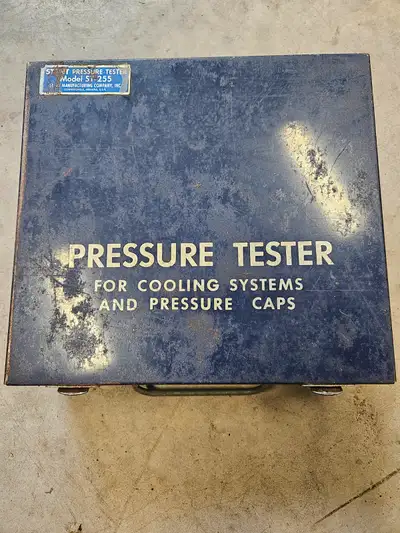 PRESSURE TESTER
Model ST-255
MANUFACTURING COMPANY, INC.
PRESSURE TESTER
FOR COOLING SYSTEMS
AND PRESSURE CAPS